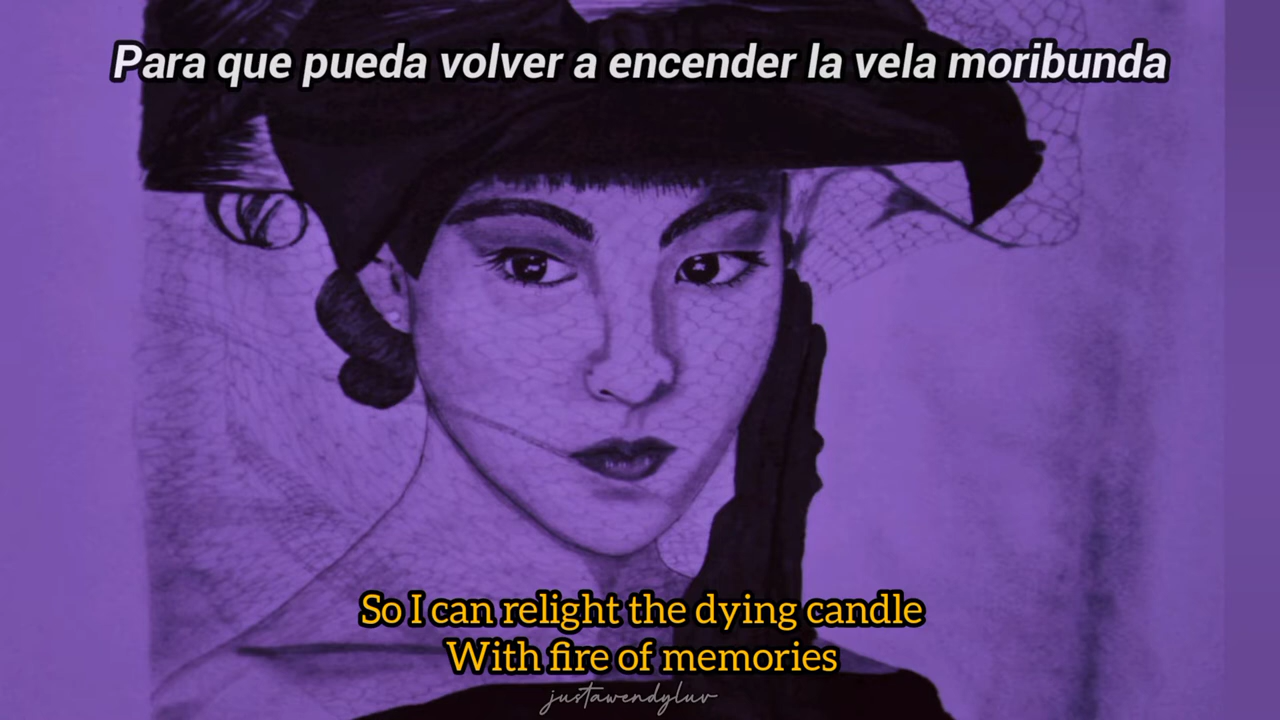 Para que pueda volver a encender la vela moribunda
So I can relight the dying candle
With fire of memories
justawendyluv